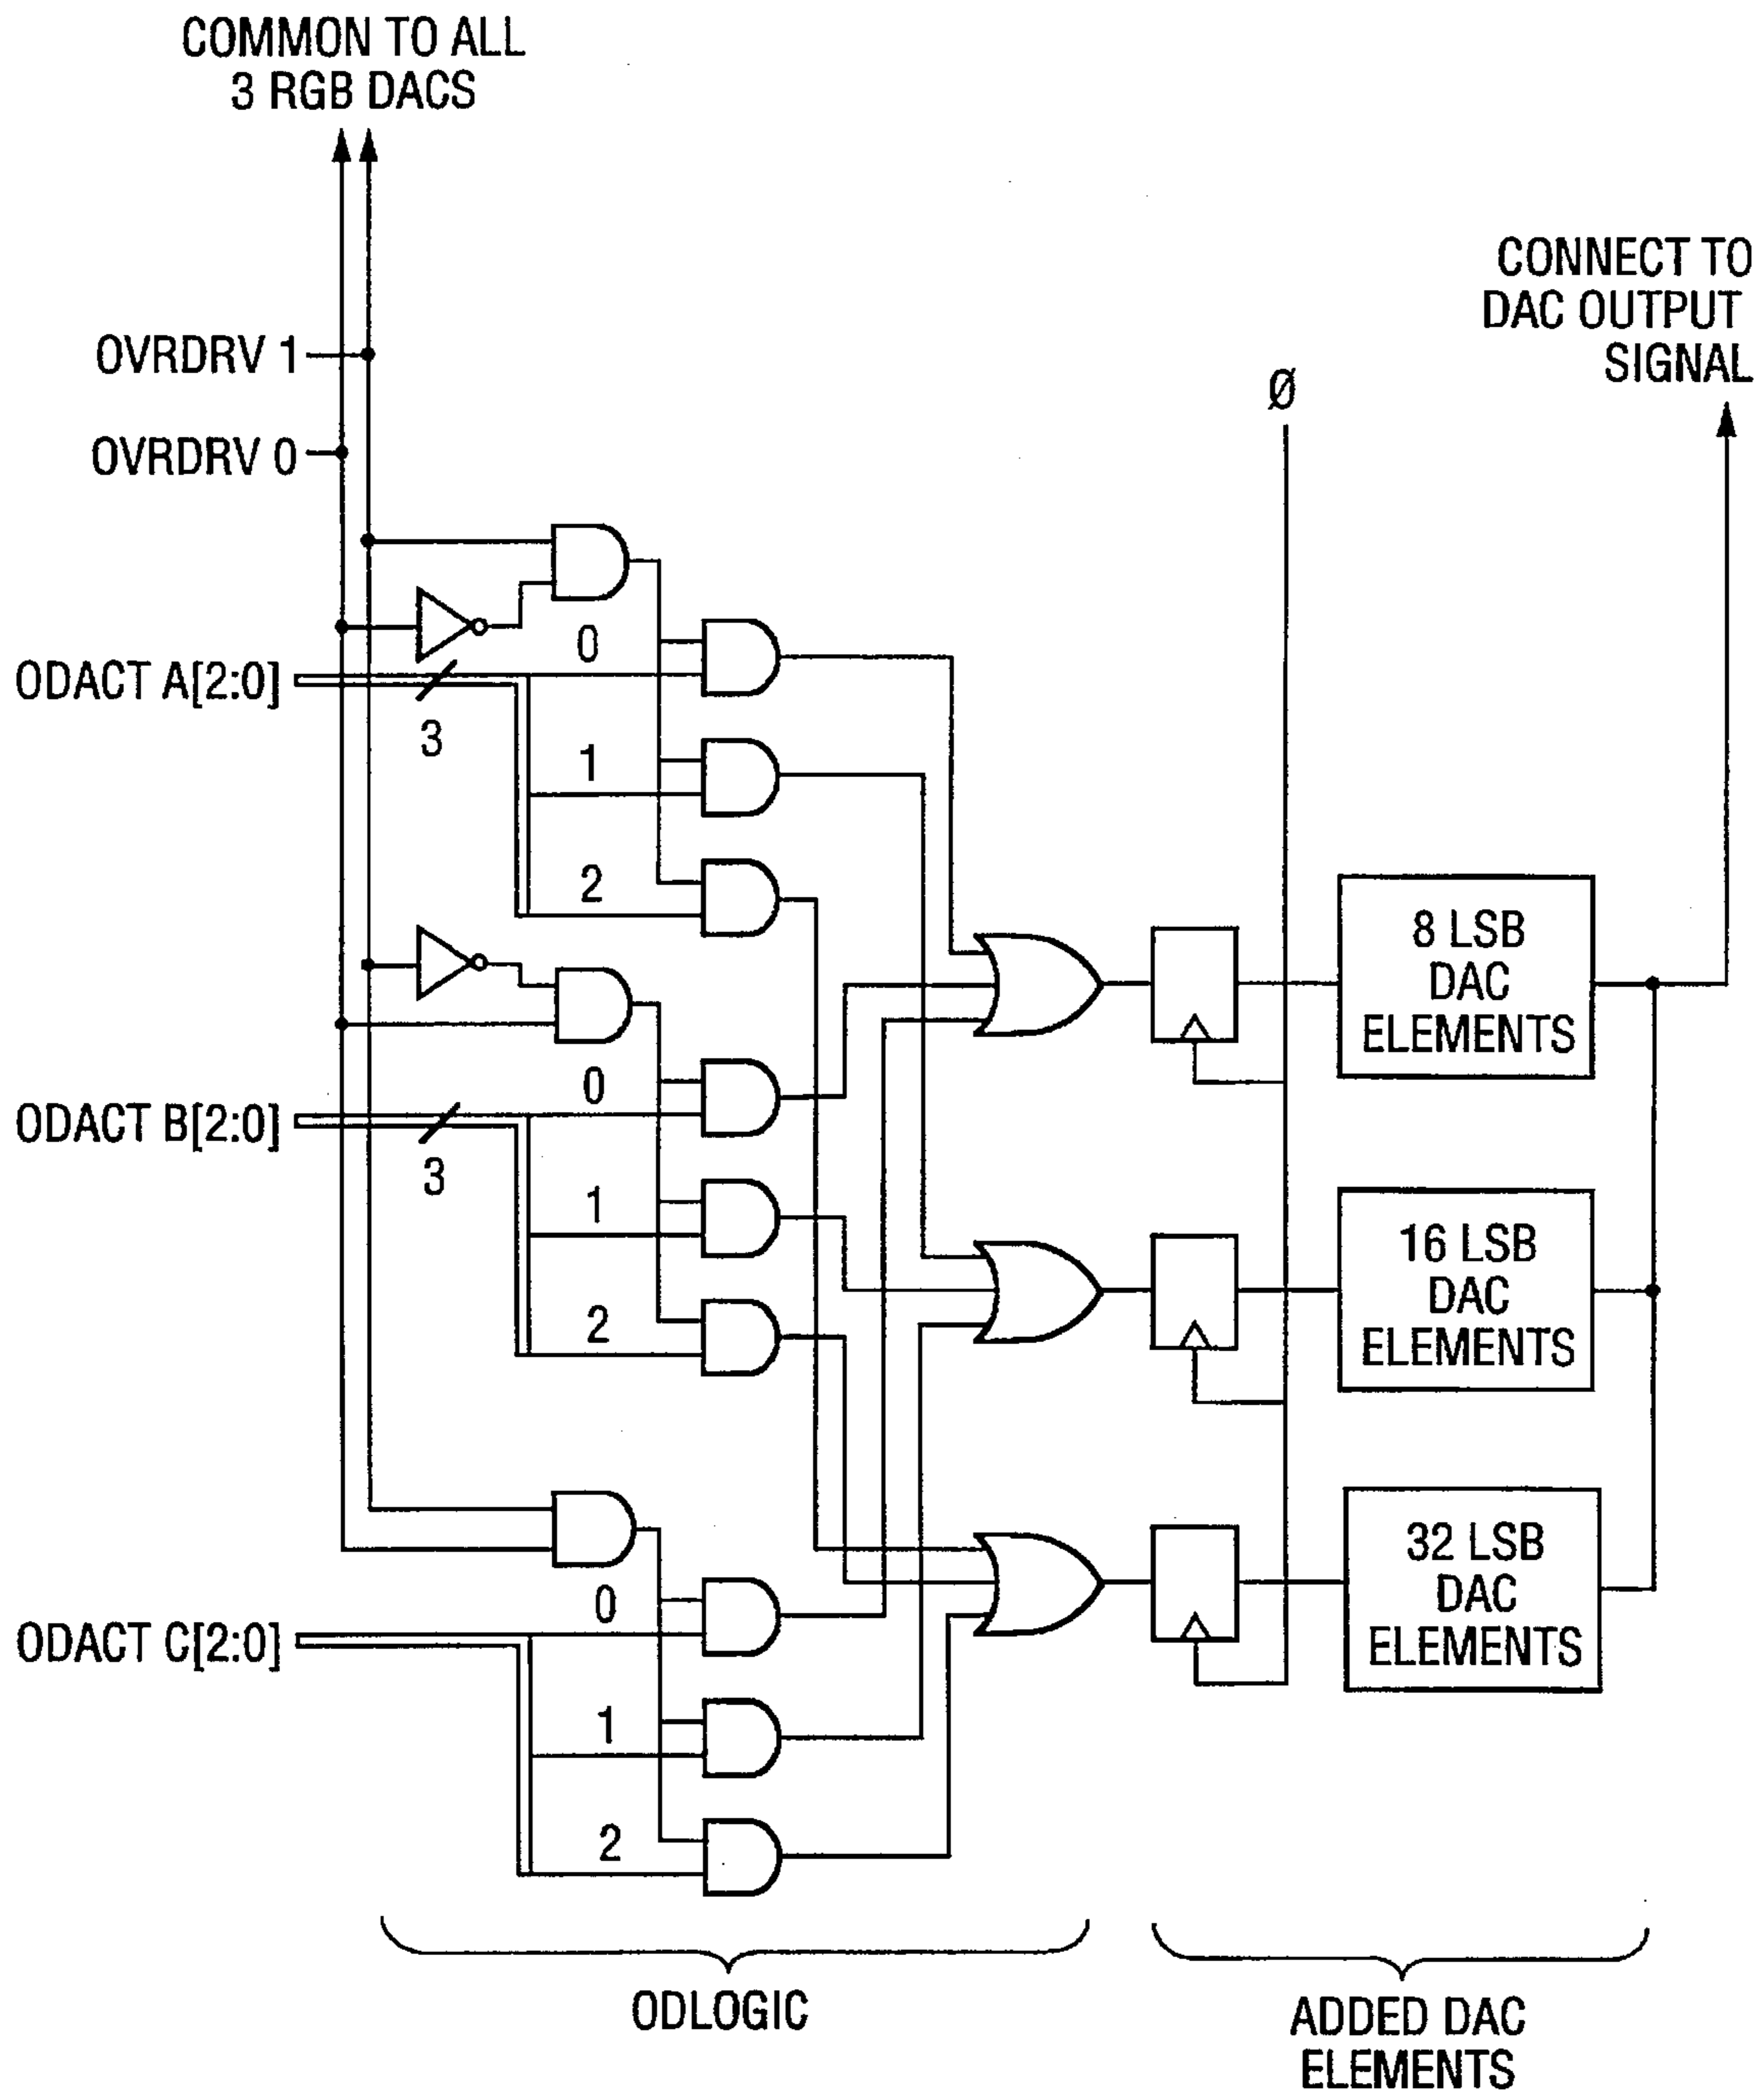 COMMON TO ALL
3 RGB DACS
CONNECT TO
DAC OUTPUT
SIGNAL
OVRDRV 1
Ø
OVRDRV 0
0
ODACT A[2:0]
3
1
2
8 LSB
DAC
ELEMENTS
0
ODACT B[2:0]
3
1
16 LSB
DAC
ELEMENTS
2
32 LSB
DAC
ELEMENTS
0
ODACT C[2:0]
1
2
ODLOGIC
ADDED DAC
ELEMENTS